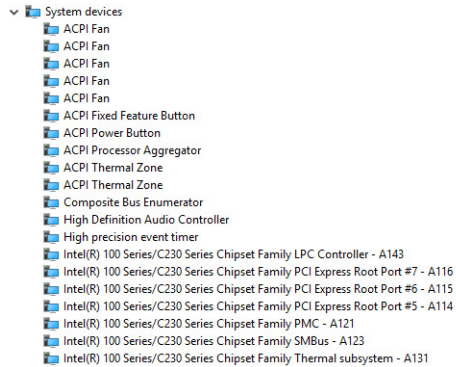 System devices
ACPI Fan
ACPI Fan
ACPI Fan
ACPI Fan
ACPI Fan
ACPI Fixed Feature Button
ACPI Power Button
ACPI Processor Aggregator
ACPI Thermal Zone
ACPI Thermal Zone
Composite Bus Enumerator
High Definition Audio Controller
High precision event timer
Intel(R) 100 Series/C230 Series Chipset Family LPC Controller - A143
Intel(R) 100 Series/C230 Series Chipset Family PCI Express Root Port #7 - A116
Intel(R) 100 Series/C230 Series Chipset Family PCI Express Root Port #6 - A115
Intel(R) 100 Series/C230 Series Chipset Family PCI Express Root Port #5 - A114
Intel(R) 100 Series/C230 Series Chipset Family PMC - A121
Intel(R) 100 Series/C230 Series Chipset Family SMBus - A123
Intel(R) 100 Series/C230 Series Chipset Family Thermal subsystem - A131